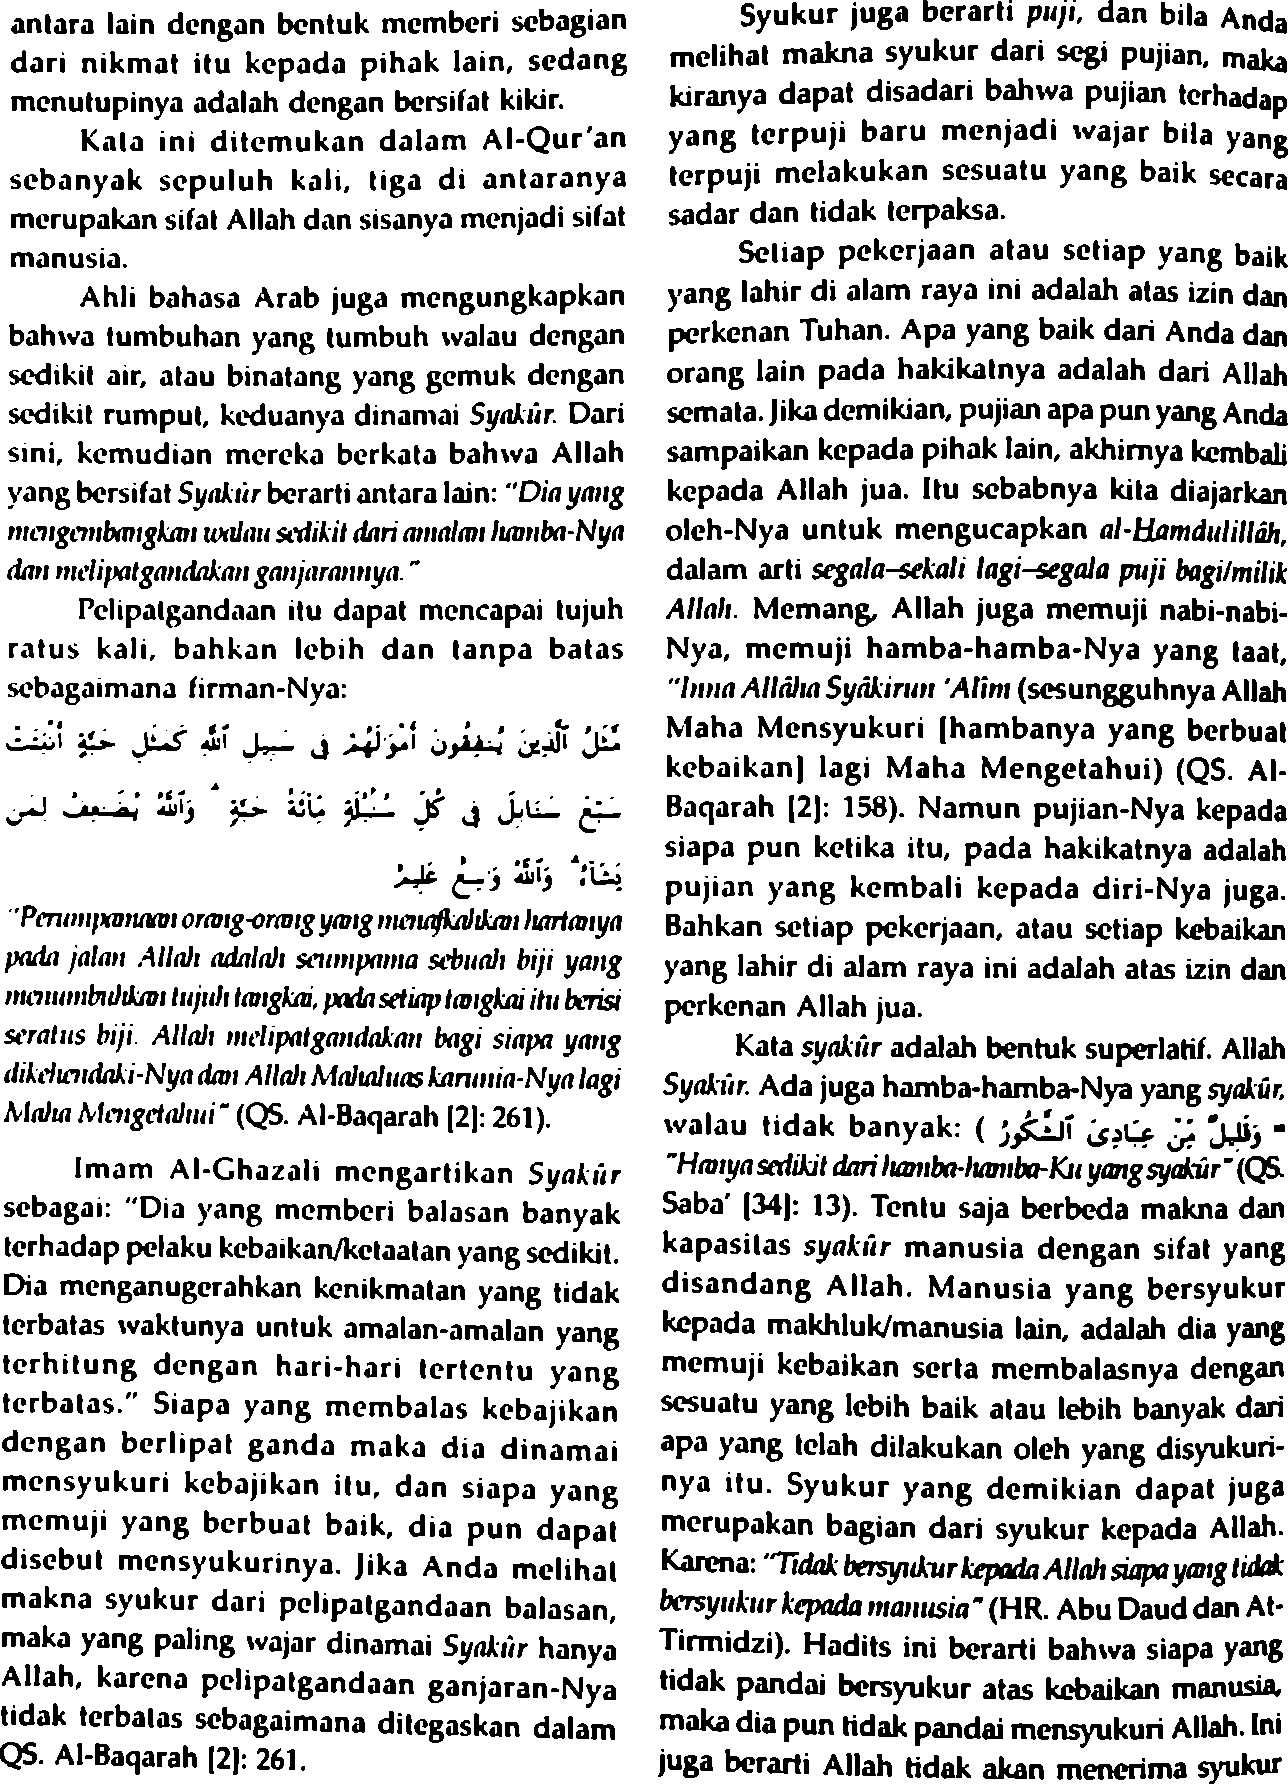 antara lain dengan bentuk memberi sebagian
dari nikmat itu kepada pihak lain, sedang
menutupinya adalah dengan bersifat kikir.
Kata ini ditemukan dalam Al-Qur'an
sebanyak sepuluh kali, tiga di antaranya
merupakan sifat Allah dan sisanya menjadi sifat
manusia.
Ahli bahasa Arab juga mengungkapkan
bahwa tumbuhan yang tumbuh walau dengan
sedikit air, atau binatang yang gemuk dengan
sedikit rumput, keduanya dinamai Syakûr. Dari
sini, kemudian mereka berkata bahwa Allah
yang bersifat Syakûr berarti antara lain: "Dia yang
mengembangkan walau sedikit dari amalan hamba-Nya
dan melipatgandakan ganjarannya."
Pelipatgandaan itu dapat mencapai tujuh
ratus kali, bahkan lebih dan tanpa batas
sebagaimana firman-Nya:
مَّثَلُ ٱلَّذِينَ يُنفِقُونَ أَمْوَٰلَهُمْ فِى سَبِيلِ ٱللَّهِ كَمَثَلِ حَبَّةٍ أَنۢبَتَتْ
سَبْعَ سَنَابِلَ فِى كُلِّ سُنۢبُلَةٍ مِّا۟ئَةُ حَبَّةٍ ۗ وَٱللَّهُ يُضَٰعِفُ لِمَن
يَشَآءُ ۗ وَٱللَّهُ وَٰسِعٌ عَلِيمٌ
"Perumpamaan orang-orang yang menafkahkan hartanya
pada jalan Allah adalah seumpama sebuah biji yang
menumbuhkan tujuh tangkai, pada setiap tangkai itu berisi
seratus biji. Allah melipatgandakan bagi siapa yang
dikehendaki-Nya dan Allah Mahaluas karunia-Nya lagi
Maha Mengetahui" (QS. Al-Baqarah [2]: 261).
Imam Al-Ghazali mengartikan Syakûr
sebagai: "Dia yang memberi balasan banyak
terhadap pelaku kebaikan/ketaatan yang sedikit.
Dia menganugerahkan kenikmatan yang tidak
terbatas waktunya untuk amalan-amalan yang
terhitung dengan hari-hari tertentu yang
terbatas." Siapa yang membalas kebajikan
dengan berlipat ganda maka dia dinamai
mensyukuri kebajikan itu, dan siapa yang
memuji yang berbuat baik, dia pun dapat
disebut mensyukurinya. Jika Anda melihat
makna syukur dari pelipatgandaan balasan,
maka yang paling wajar dinamai Syakûr hanya
Allah, karena pelipatgandaan ganjaran-Nya
tidak terbatas sebagaimana ditegaskan dalam
QS. Al-Baqarah [2]: 261.
Syukur juga berarti puji, dan bila Anda
melihat makna syukur dari segi pujian, maka
kiranya dapat disadari bahwa pujian terhadap
yang terpuji baru menjadi wajar bila yang
terpuji melakukan sesuatu yang baik secara
sadar dan tidak terpaksa.
Setiap pekerjaan atau setiap yang baik
yang lahir di alam raya ini adalah atas izin dan
perkenan Tuhan. Apa yang baik dari Anda dan
orang lain pada hakikatnya adalah dari Allah
semata. Jika demikian, pujian apa pun yang Anda
sampaikan kepada pihak lain, akhirnya kembali
kepada Allah jua. Itu sebabnya kita diajarkan
oleh-Nya untuk mengucapkan al-Hamdulillâh,
dalam arti segala—sekali lagi—segala puji bagi/milik
Allah. Memang, Allah juga memuji nabi-nabi-
Nya, memuji hamba-hamba-Nya yang taat,
"Inna Allâha Syâkirun 'Alîm (sesungguhnya Allah
Maha Mensyukuri [hambanya yang berbuat
kebaikan] lagi Maha Mengetahui) (QS. Al-
Baqarah [2]: 158). Namun pujian-Nya kepada
siapa pun ketika itu, pada hakikatnya adalah
pujian yang kembali kepada diri-Nya juga.
Bahkan setiap pekerjaan, atau setiap kebaikan
yang lahir di alam raya ini adalah atas izin dan
perkenan Allah jua.
Kata syakûr adalah bentuk superlatif. Allah
Syakûr. Ada juga hamba-hamba-Nya yang syakûr,
walau tidak banyak: ( وَقَلِيلٌ مِّنْ عِبَادِىَ ٱلشَّكُورُ =
"Hanya sedikit dari hamba-hamba-Ku yang syakûr" (QS.
Saba' [34]: 13). Tentu saja berbeda makna dan
kapasitas syakûr manusia dengan sifat yang
disandang Allah. Manusia yang bersyukur
kepada makhluk/manusia lain, adalah dia yang
memuji kebaikan serta membalasnya dengan
sesuatu yang lebih baik atau lebih banyak dari
apa yang telah dilakukan oleh yang disyukuri-
nya itu. Syukur yang demikian dapat juga
merupakan bagian dari syukur kepada Allah.
Karena: "Tidak bersyukur kepada Allah siapa yang tidak
bersyukur kepada manusia" (HR. Abu Daud dan At-
Tirmidzi). Hadits ini berarti bahwa siapa yang
tidak pandai bersyukur atas kebaikan manusia,
maka dia pun tidak pandai mensyukuri Allah. Ini
juga berarti Allah tidak akan menerima syukur